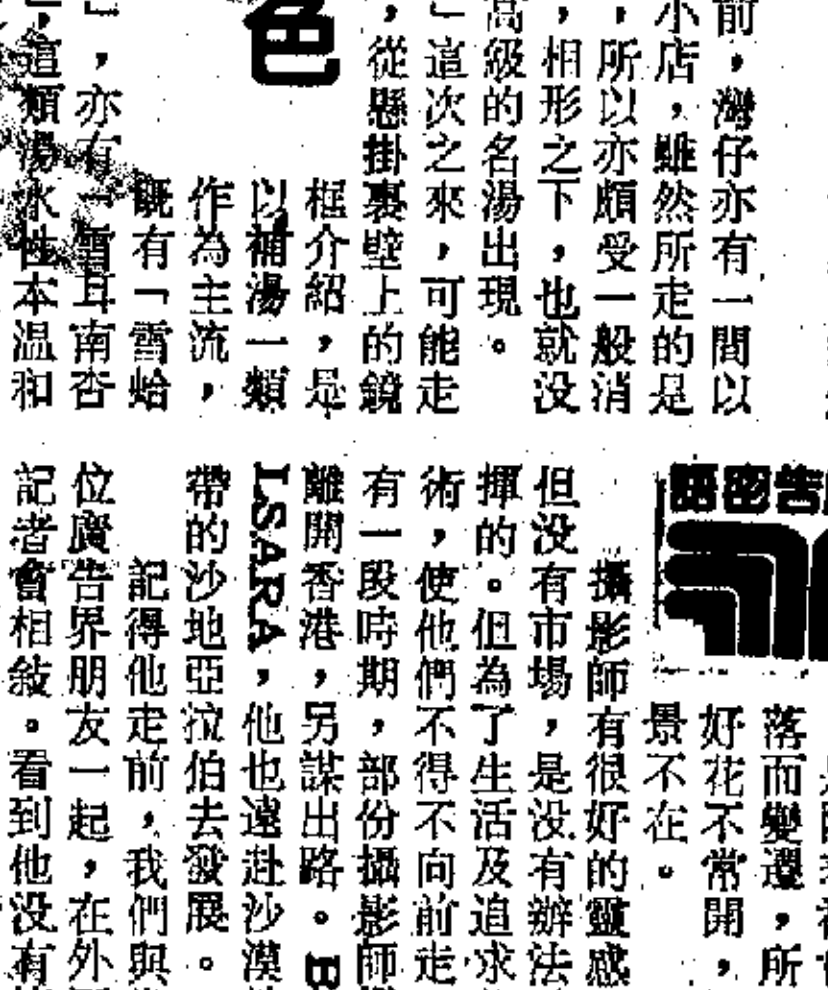 色
前，灣仔亦有一間以
小店，雖然所走的是
，所以亦頗受一般消
，相形之下，也就没
高級的名湯出現。
」這次之來，可能走
，從懸掛裏壁上的鏡
框介紹，是
以補湯一類
作為主流，
既有「雪蛤
」，亦有「雪耳南杏
，這類湯水性本温和
語密告
落而變遷，所
好花不常開，
景不在。
攝影師有很好的靈感
但没有市場，是没有辦法
揮的。但為了生活及追求
術，使他們不得不向前走
有一段時期，部份攝影師
離開香港，另謀出路。B
LSARA，他也遠赴沙漠
帶的沙地亞拉伯去發展。
記得他走前，我們與
位廣告界朋友一起，在外
記者會相敍。看到他没有